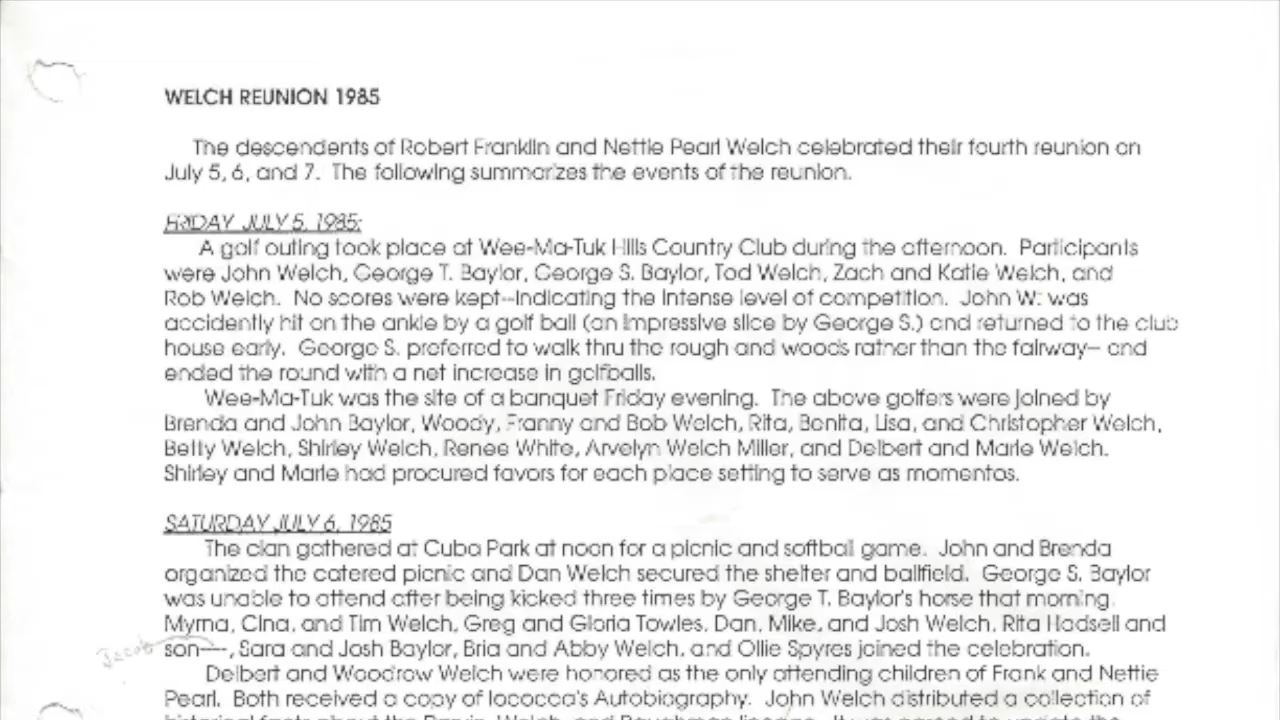 WELCH REUNION 1985
The descendents of Robert Franklin and Nettie Pearl Welch celebrated their fourth reunion on
July 5, 6, and 7. The following summarizes the events of the reunion.
FRIDAY JULY 5, 1985:
A golf outing took place at Wee-Ma-Tuk Hills Country Club during the afternoon. Participants
were John Welch, George T. Baylor, George S. Baylor, Tod Welch, Zach and Katie Welch, and
Rob Welch. No scores were kept--indicating the intense level of competition. John W. was
accidently hit on the ankle by a golf ball (an impressive slice by George S.) and returned to the club
house early. George S. preferred to walk thru the rough and woods rather than the fairway-- and
ended the round with a net increase in golfballs.
Wee-Ma-Tuk was the site of a banquet Friday evening. The above golfers were joined by
Brenda and John Baylor, Woody, Franny and Bob Welch, Rita, Bonita, Lisa, and Christopher Welch,
Betty Welch, Shirley Welch, Renee White, Arvelyn Welch Miller, and Delbert and Marie Welch.
Shirley and Marie had procured favors for each place setting to serve as momentos.
SATURDAY JULY 6, 1985
The clan gathered at Cuba Park at noon for a picnic and softball game. John and Brenda
organized the catered picnic and Dan Welch secured the shelter and ballfield. George S. Baylor
was unable to attend after being kicked three times by George T. Baylor's horse that morning.
Myrna, Cina, and Tim Welch, Greg and Gloria Towles, Dan, Mike, and Josh Welch, Rita Hadsell and
Jacob son---, Sara and Josh Baylor, Bria and Abby Welch, and Ollie Spyres joined the celebration.
Delbert and Woodrow Welch were honored as the only attending children of Frank and Nettie
Pearl. Both received a copy of Iococca's Autobiography. John Welch distributed a collection of
historical facts about the Welch, and lineage. It was agreed to update the